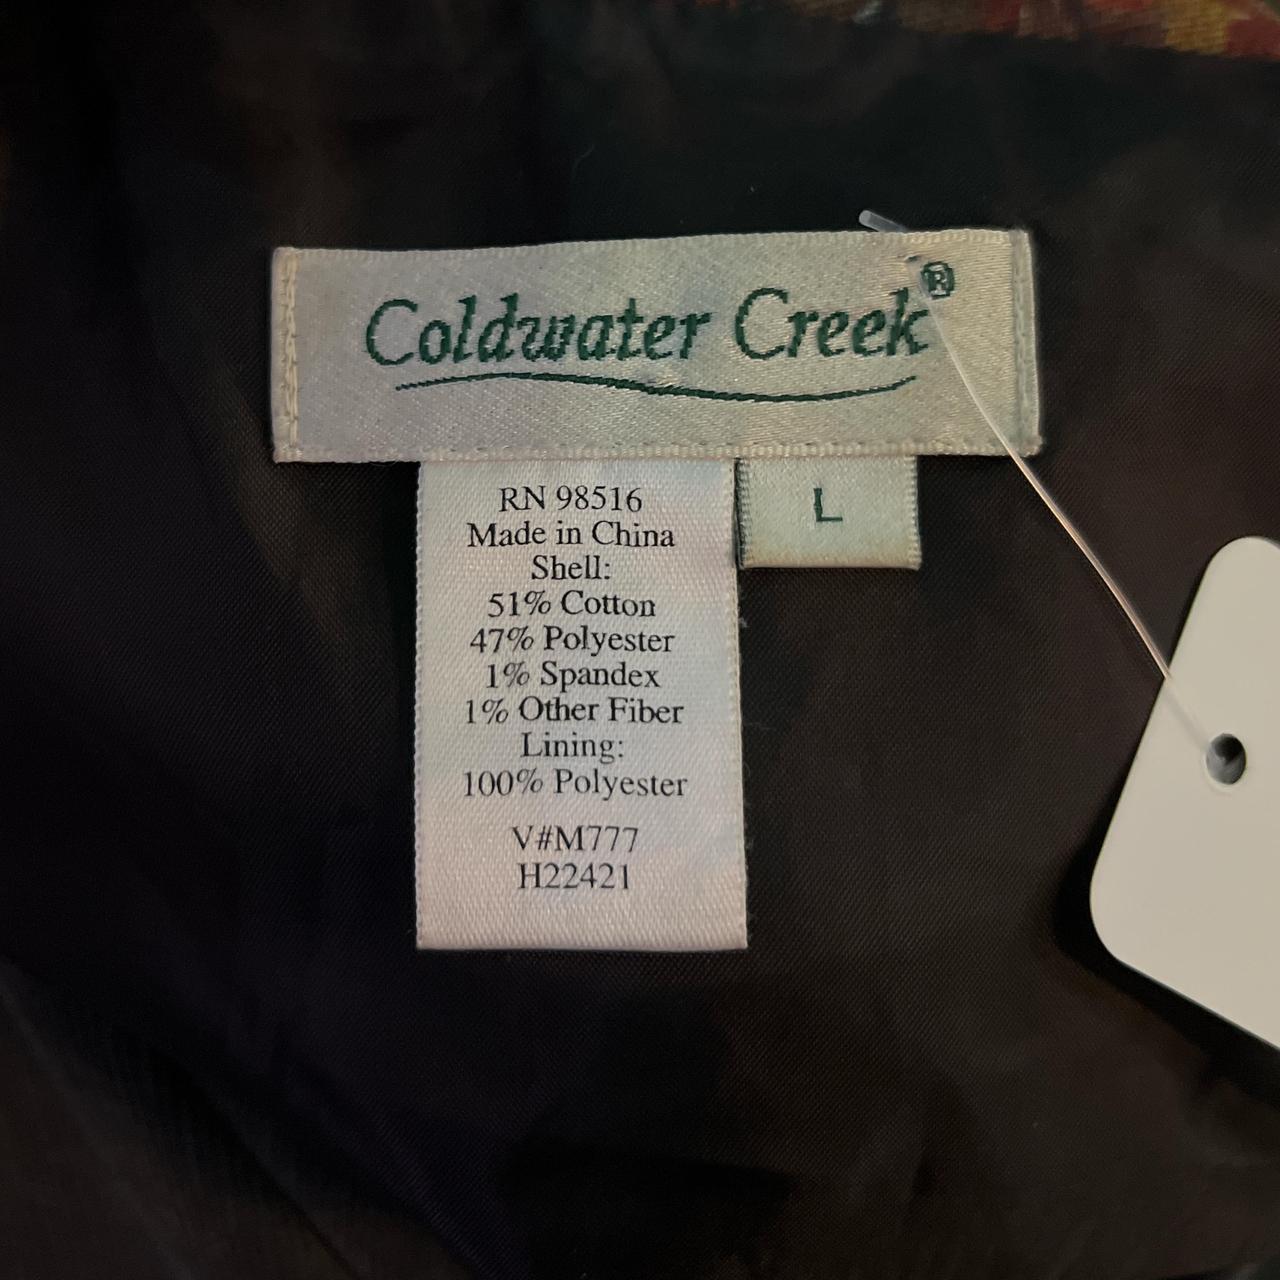 Coldwater Creek®
L
RN 98516
Made in China
Shell:
51% Cotton
47% Polyester
1% Spandex
1% Other Fiber
Lining:
100% Polyester
V#M777
H22421